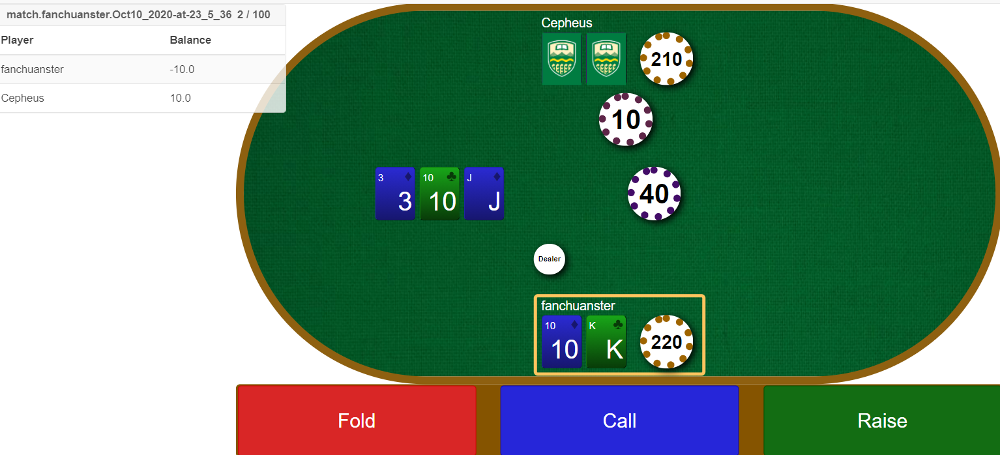 match.fanchuanster.Oct10_2020-at-23_5_36 2 / 100
Player Balance
fanchuanster -10.0
Cepheus 10.0
Cepheus
210
10
3 10 J
3 10 J
40
Dealer
fanchuanster
10 K
10 K
220
Fold Call Raise